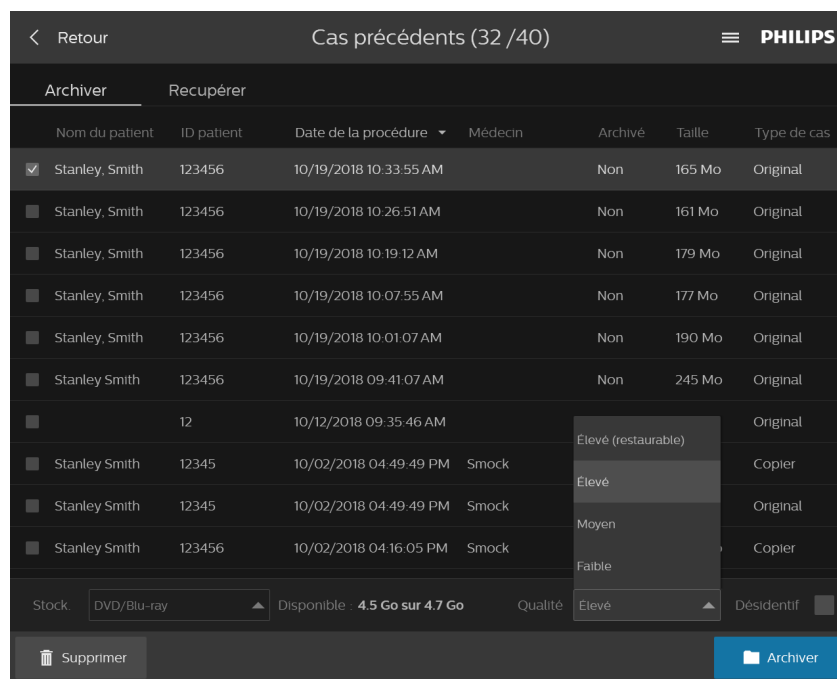 Retour Cas précédents (32 /40) PHILIPS
Archiver Recupérer
Nom du patient ID patient Date de la procédure Médecin Archivé Taille Type de cas
Stanley, Smith 123456 10/19/2018 10:33:55 AM Non 165 Mo Original
Stanley, Smith 123456 10/19/2018 10:26:51 AM Non 161 Mo Original
Stanley, Smith 123456 10/19/2018 10:19:12 AM Non 179 Mo Original
Stanley, Smith 123456 10/19/2018 10:07:55 AM Non 177 Mo Original
Stanley, Smith 123456 10/19/2018 10:01:07 AM Non 190 Mo Original
Stanley Smith 123456 10/19/2018 09:41:07 AM Non 245 Mo Original
12 10/12/2018 09:35:46 AM Original
Élevé (restaurable)
Stanley Smith 12345 10/02/2018 04:49:49 PM Smock Copier
Élevé
Stanley Smith 12345 10/02/2018 04:49:49 PM Smock Original
Moyen
Stanley Smith 123456 10/02/2018 04:16:05 PM Smock Copier
Faible
Stock. DVD/Blu-ray Disponible : 4.5 Go sur 4.7 Go Qualité Élevé Désidentif
Supprimer Archiver